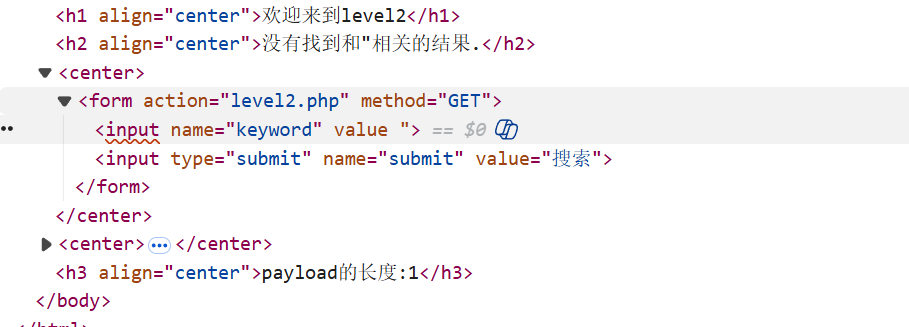 <h1 align="center">欢迎来到level2</h1>
<h2 align="center">没有找到和"相关的结果.</h2>
<center>
<form action="level2.php" method="GET">
<input name="keyword" value "> == $0
<input type="submit" name="submit" value="搜索">
</form>
</center>
<center>…</center>
<h3 align="center">payload的长度:1</h3>
</body>
</html>